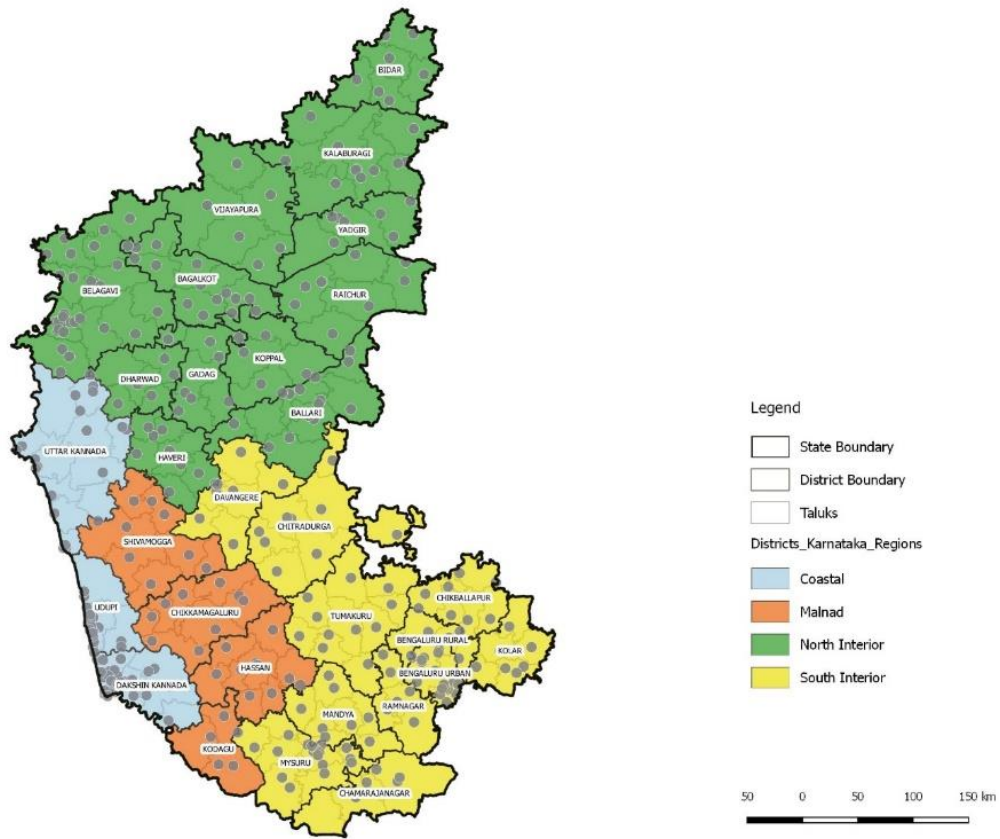 BIDAR
KALABURAGI
VIJAYAPURA
YADGIR
BAGALKOT
BELAGAVI
RAICHUR
KOPPAL
GADAG
DHARWAD
BALLARI
UTTAR KANNADA
HAVERI
DAVANGERE
CHITRADURGA
SHIVAMOGGA
UDUPI
CHIKKAMAGALURU
TUMAKURU
CHIKBALLAPUR
BENGALURU RURAL
KOLAR
HASSAN
BENGALURU URBAN
DAKSHIN KANNADA
RAMNAGAR
MANDYA
KODAGU
MYSURU
CHAMARAJANAGAR
Legend
State Boundary
District Boundary
Taluks
Districts_Karnataka_Regions
Coastal
Malnad
North Interior
South Interior
50 0 50 100 150 km